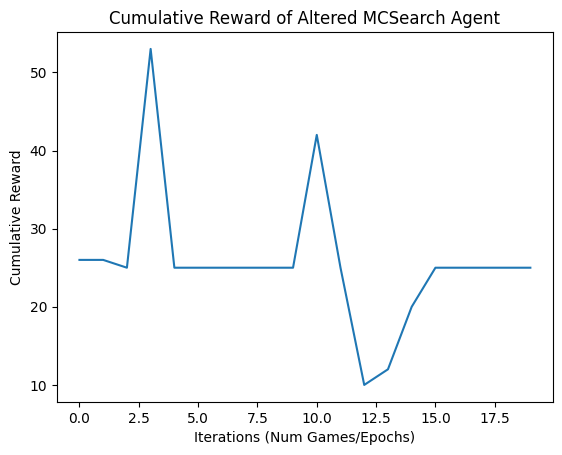 Cumulative Reward of Altered MCSearch Agent
Cumulative Reward
50
40
30
20
10
0.0 2.5 5.0 7.5 10.0 12.5 15.0 17.5
Iterations (Num Games/Epochs)